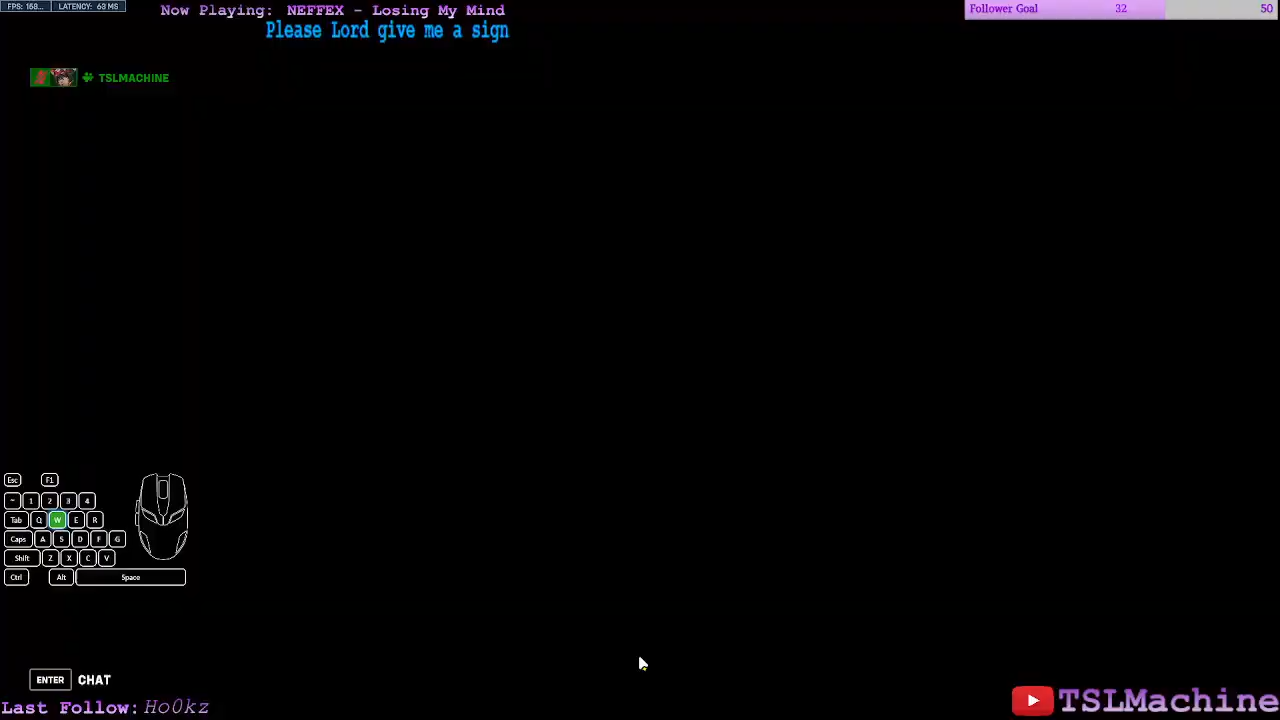 FPS: 153... LATENCY: 63 MS
Now Playing: NEFFEX - Losing My Mind
Please Lord give me a sign
Follower Goal 32 50
TSLMACHINE
Esc F1
~ 1 2 3 4
Tab Q W E R
Caps A S D F G
Shift Z X C V
Ctrl Alt Space
ENTER CHAT
Last Follow: Ho0kz
TSLMachine